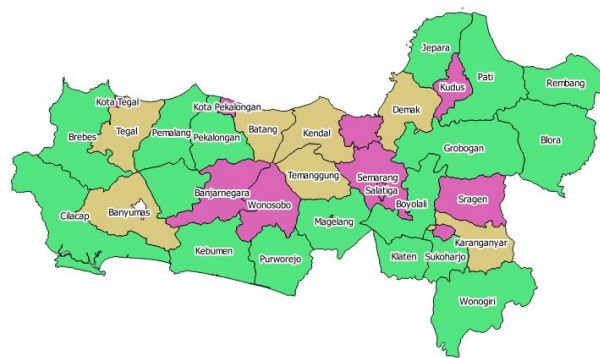 Jepara
Pati
Rembang
Kudus
Kota Tegal
Kota Pekalongan
Demak
Brebes
Tegal
Pemalang
Pekalongan
Batang
Kendal
Blora
Grobogan
Temanggung
Semarang
Salatiga
Banjarnegara
Wonosobo
Boyolali
Sragen
Cilacap
Banyumas
Magelang
Karanganyar
Kebumen
Purworejo
Klaten
Sukoharjo
Wonogiri